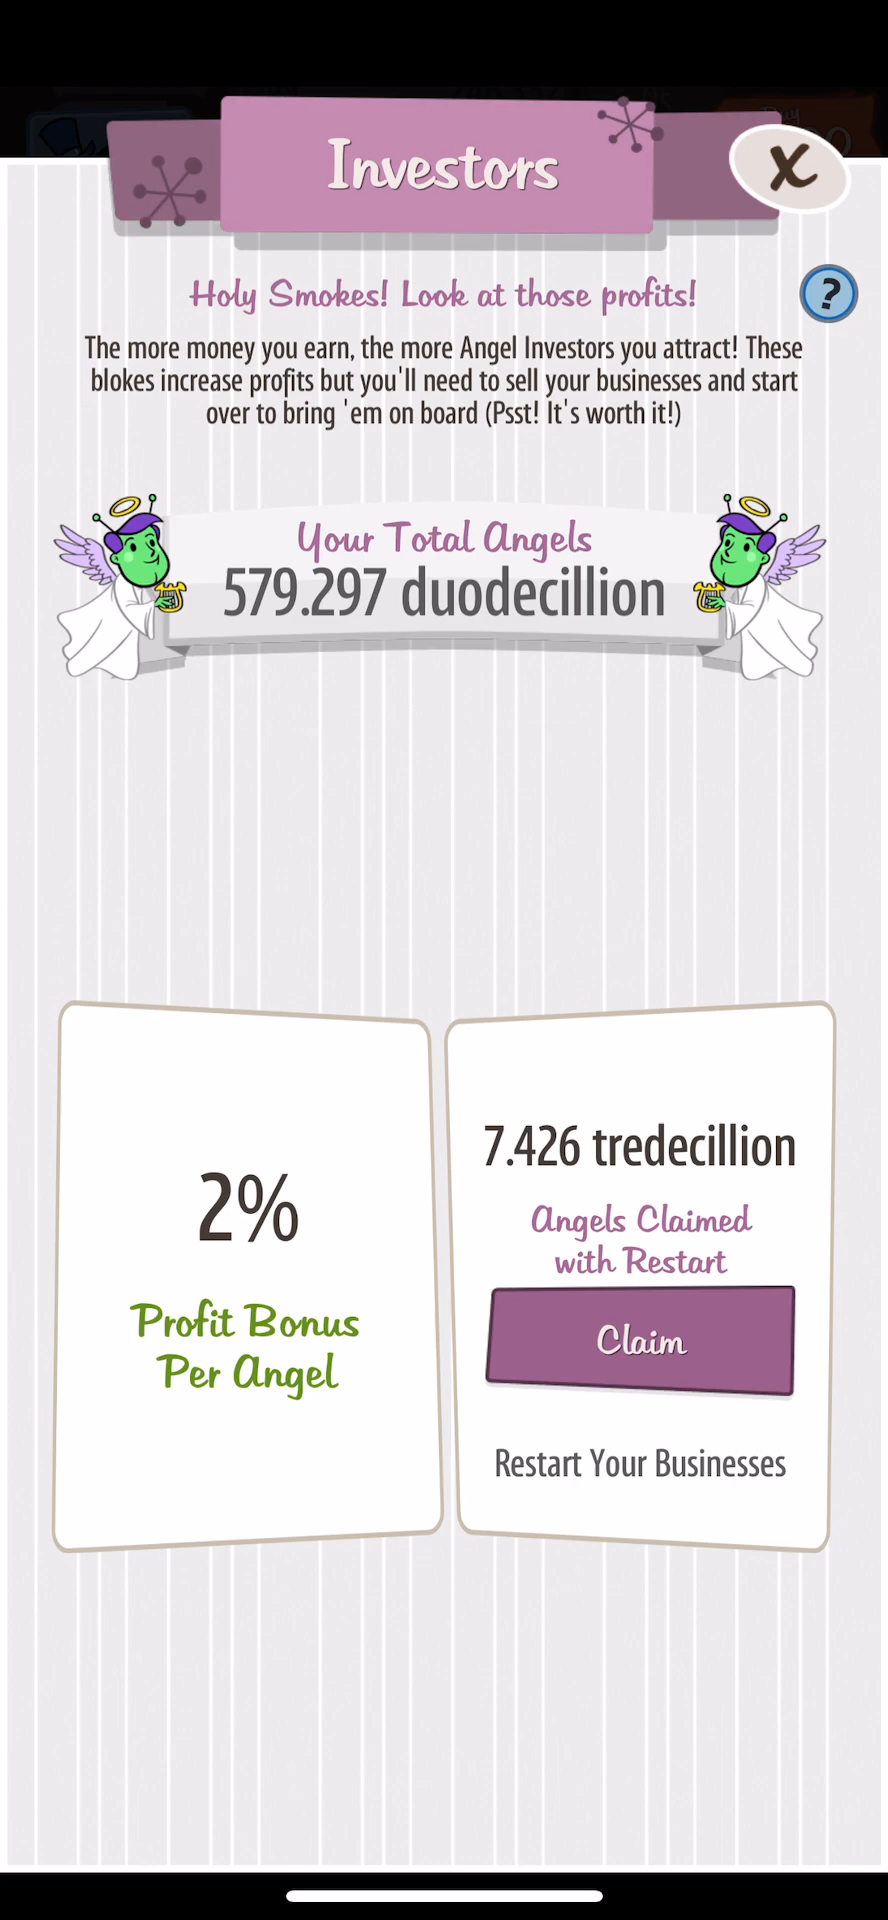 Investors
X
Holy Smokes! Look at those profits!
?
The more money you earn, the more Angel Investors you attract! These
blokes increase profits but you'll need to sell your businesses and start
over to bring 'em on board (Psst! It's worth it!)
Your Total Angels
579.297 duodecillion
2%
Profit Bonus
Per Angel
7.426 tredecillion
Angels Claimed
with Restart
Claim
Restart Your Businesses